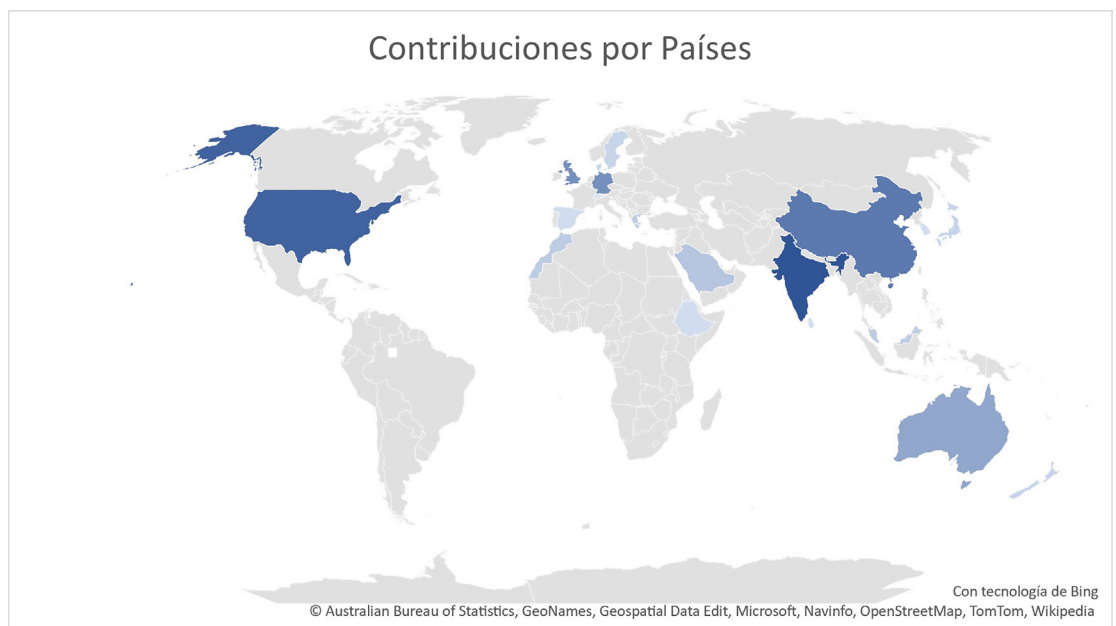 Contribuciones por Países
Con tecnología de Bing
© Australian Bureau of Statistics, GeoNames, Geospatial Data Edit, Microsoft, Navinfo, OpenStreetMap, TomTom, Wikipedia